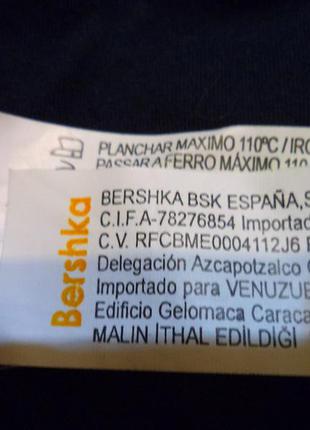 PLANCHAR MAXIMO 110ºC / IRO
PASSAR A FERRO MÁXIMO 110
Bershka
BERSHKA BSK ESPAÑA, S
C.I.F.A-78276854 Importad
C.V. RFCBME0004112J6
Delegación Azcapotzalco
Importado para VENUZUE
Edificio Gelomaca Caraca
MALIN İTHAL EDİLDİĞİ